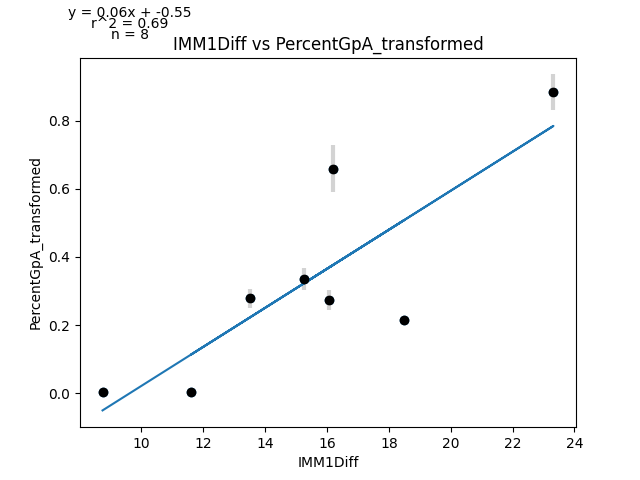 y = 0.06x + -0.55
r^2 = 0.69
n = 8
IMM1Diff vs PercentGpA_transformed
PercentGpA_transformed
0.8
0.6
0.4
0.2
0.0
10 12 14 16 18 20 22 24
IMM1Diff